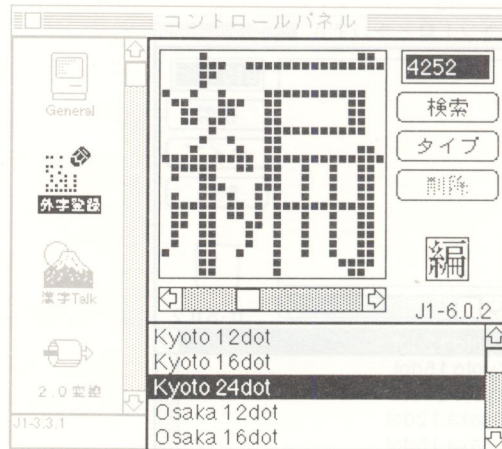 コントロールパネル
General
外字登録
漢字Talk
2.0変換
J1-3.3.1
編
4252
検索
タイプ
削除
編
J1-6.0.2
Kyoto 12dot
Kyoto 16dot
Kyoto 24dot
Osaka 12dot
Osaka 16dot